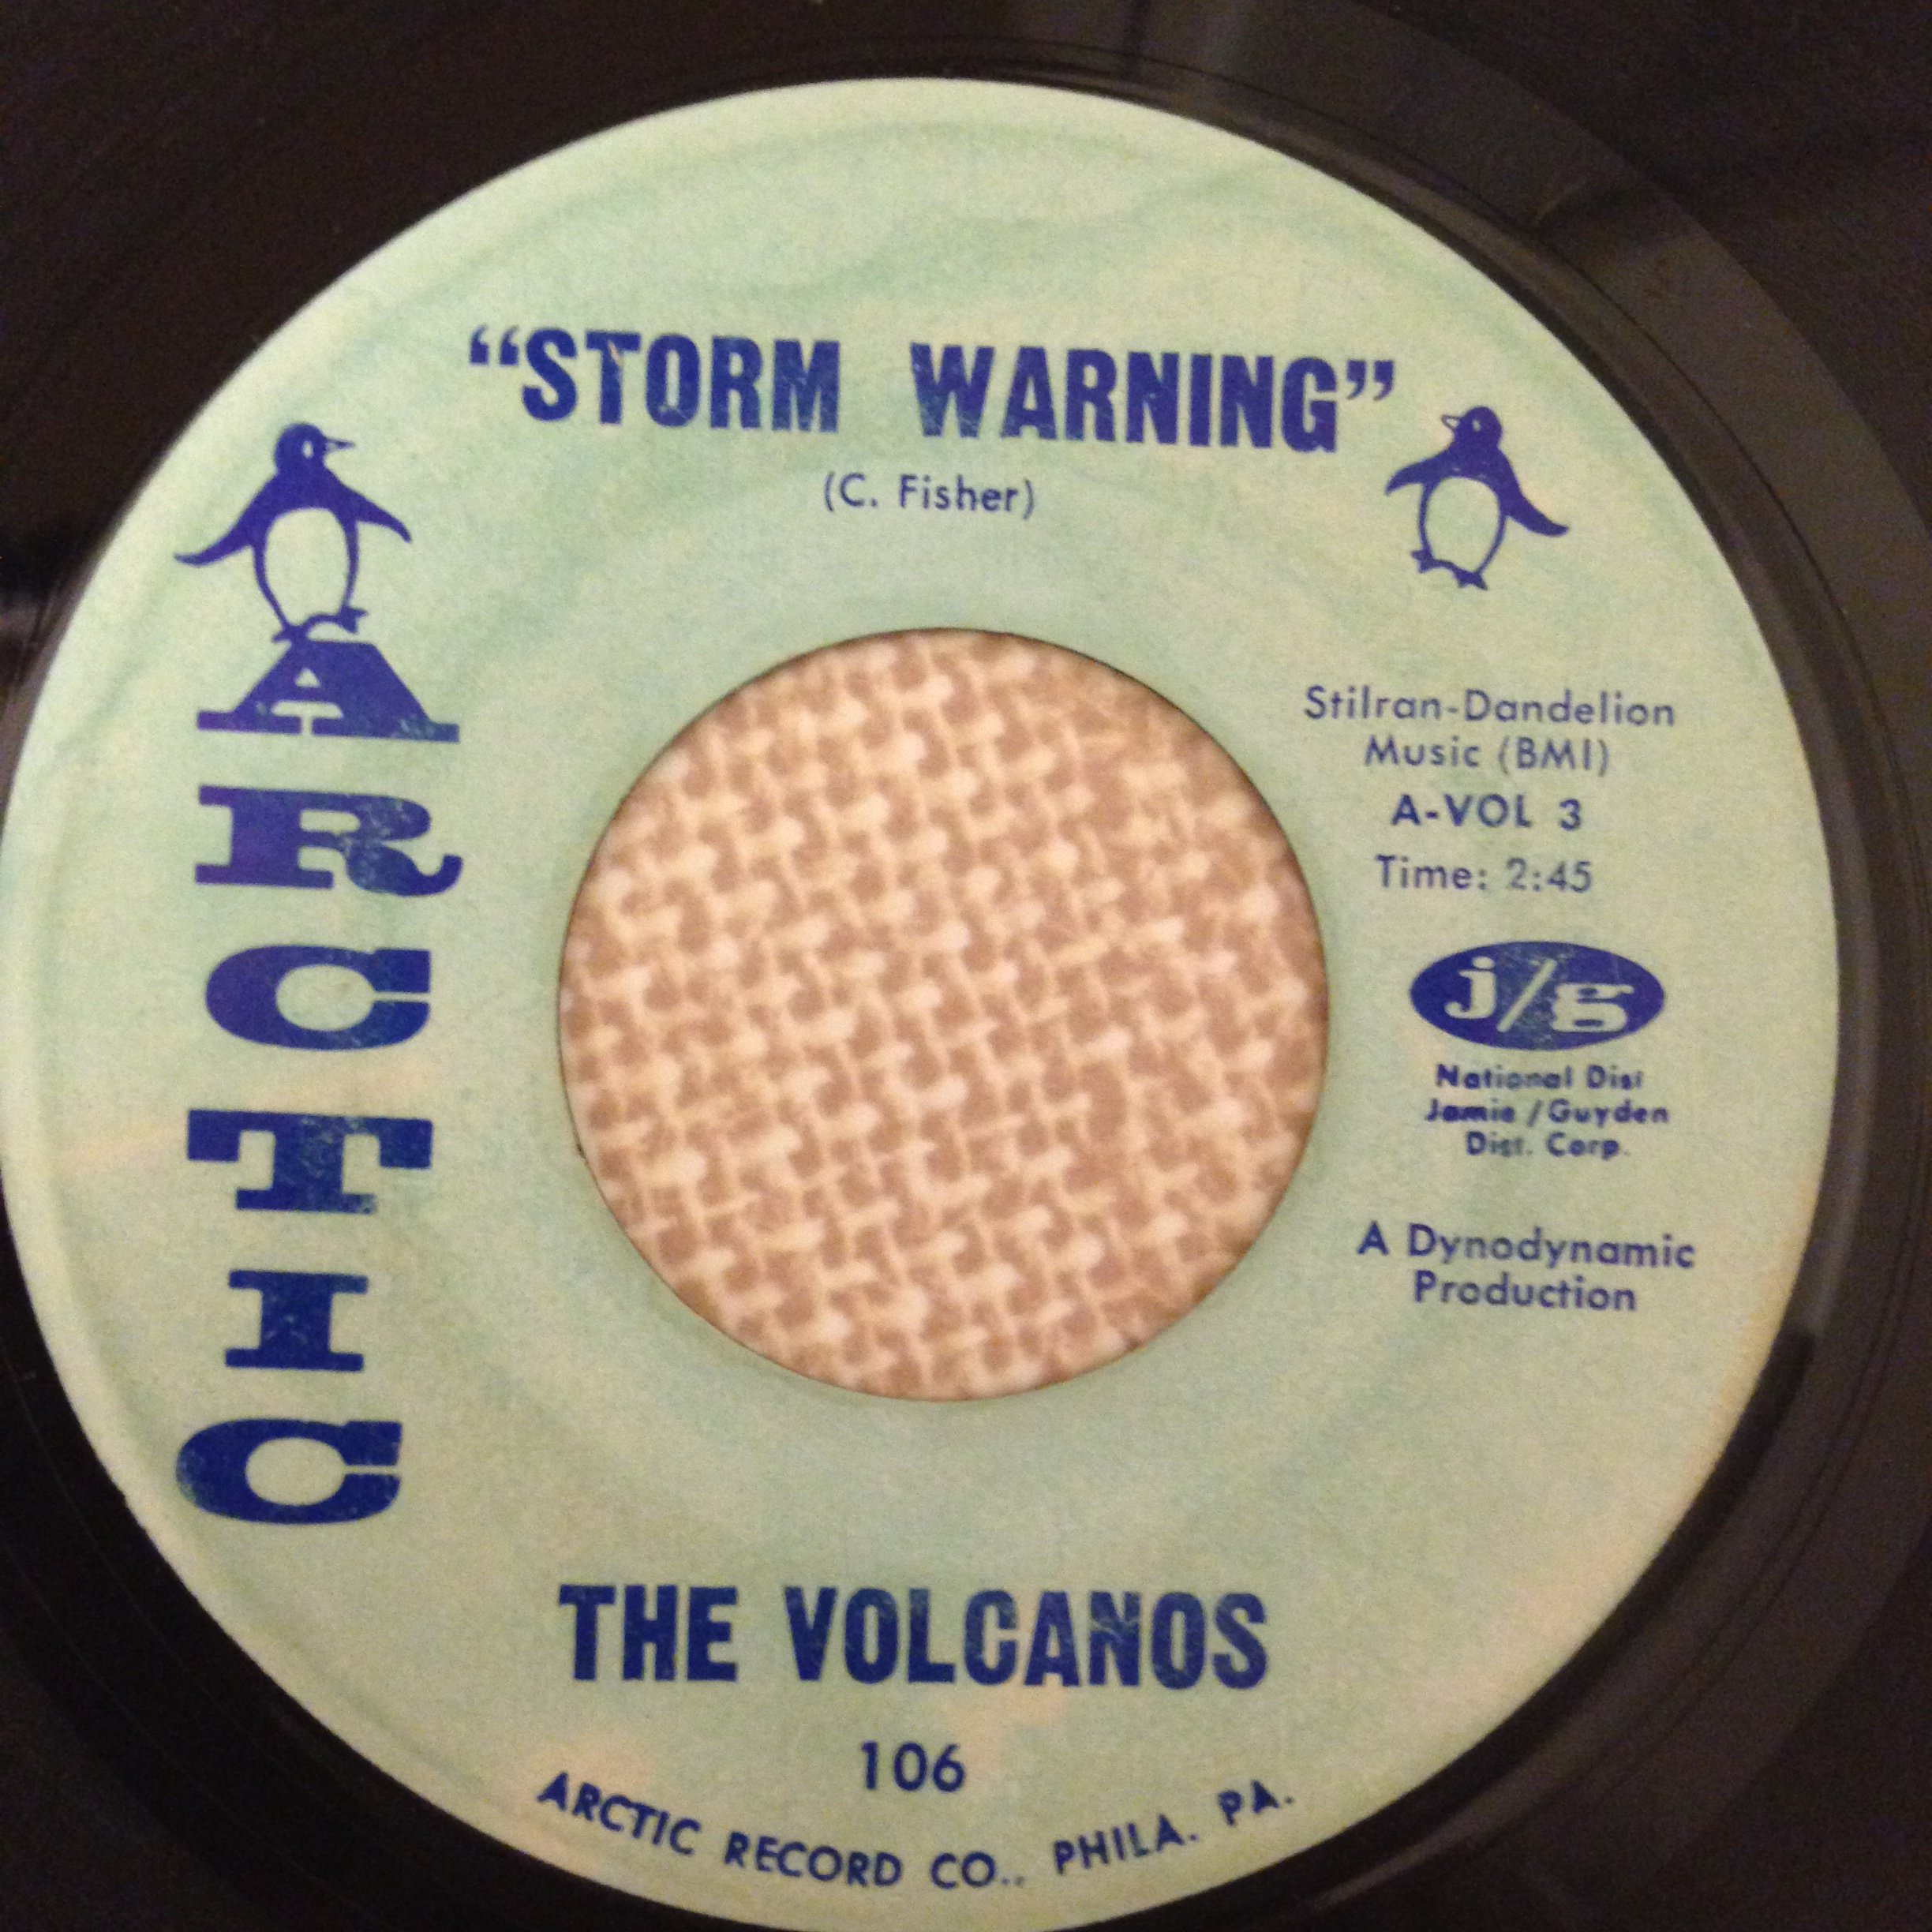 “STORM WARNING”
(C. Fisher)
ARCTIC
Stilran-Dandelion
Music (BMI)
A-VOL 3
Time: 2:45
j/g
National Dist
Jamie / Guyden
Dist. Corp.
A Dynodynamic
Production
THE VOLCANOS
106
ARCTIC RECORD CO., PHILA. PA.